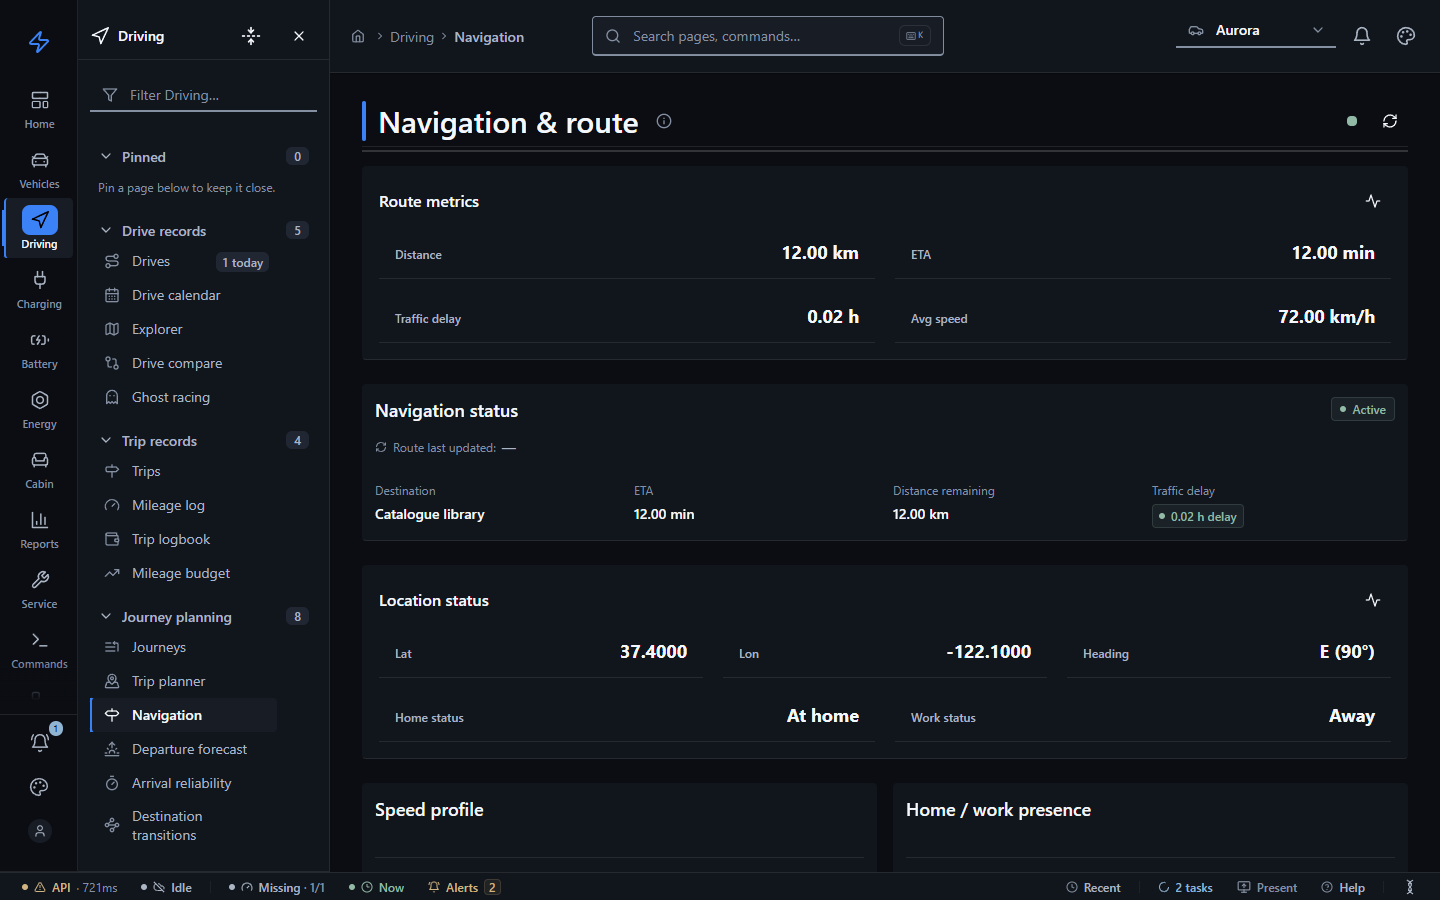 Home
Vehicles
Driving
Charging
Battery
Energy
Cabin
Reports
Service
Commands
1
Driving
Filter Driving...
Pinned 0
Pin a page below to keep it close.
Drive records 5
Drives 1 today
Drive calendar
Explorer
Drive compare
Ghost racing
Trip records 4
Trips
Mileage log
Trip logbook
Mileage budget
Journey planning 8
Journeys
Trip planner
Navigation
Departure forecast
Arrival reliability
Destination
transitions
Driving Navigation
Search pages, commands... K
Aurora
Navigation & route
Route metrics
Distance 12.00 km
ETA 12.00 min
Traffic delay 0.02 h
Avg speed 72.00 km/h
Navigation status
Active
Route last updated: —
Destination ETA Distance remaining Traffic delay
Catalogue library 12.00 min 12.00 km 0.02 h delay
Location status
Lat 37.4000
Lon -122.1000
Heading E (90°)
Home status At home
Work status Away
Speed profile
Home / work presence
API · 721ms Idle Missing · 1/1 Now Alerts 2 Recent 2 tasks Present Help